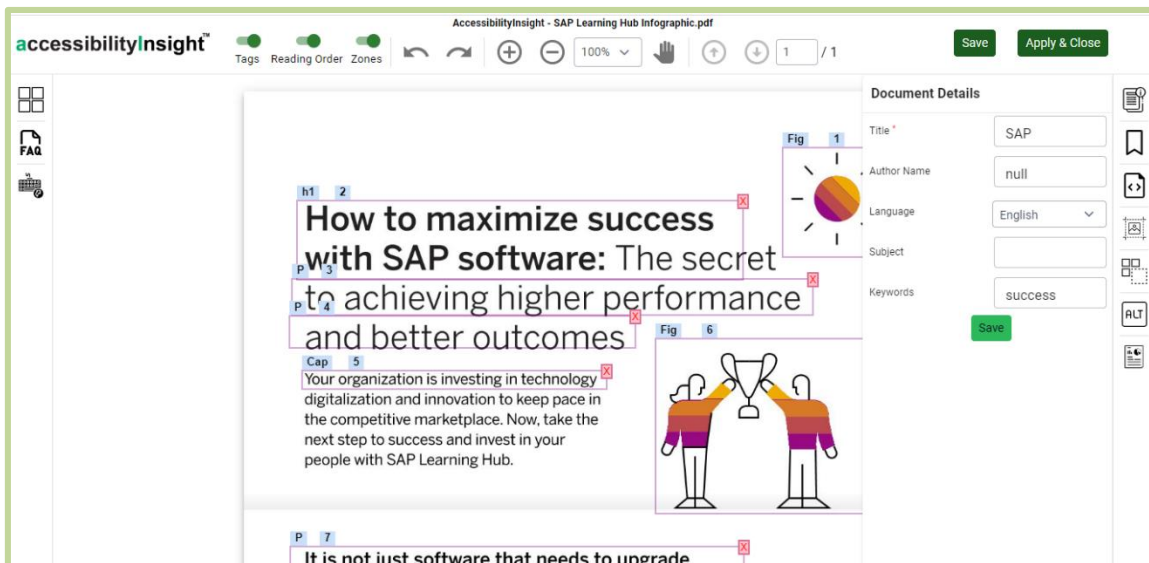 AccessibilityInsight - SAP Learning Hub Infographic.pdf
accessibilityInsight™
Tags Reading Order Zones
100%
1 / 1
Save
Apply & Close
FAQ
Fig 1
h1 2
X
How to maximize success
with SAP software: The secret
P 3
X
to achieving higher performance
P 4
X
and better outcomes
Cap 5
X
Your organization is investing in technology
digitalization and innovation to keep pace in
the competitive marketplace. Now, take the
next step to success and invest in your
people with SAP Learning Hub.
Fig 6
P 7
X
It is not just software that needs to upgrade
Document Details
Title * SAP
Author Name null
Language English
Subject
Keywords success
Save
ALT